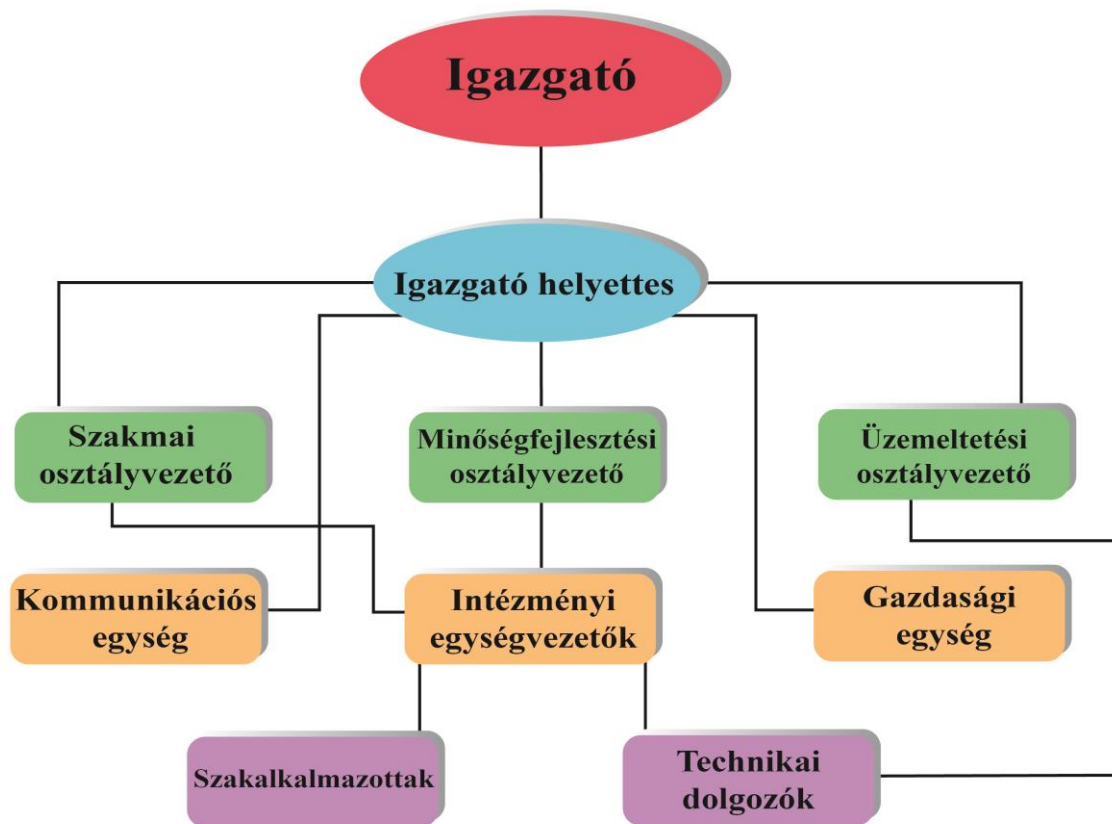 Igazgató
Igazgató helyettes
Szakmai
osztályvezető
Minőségfejlesztési
osztályvezető
Üzemeltetési
osztályvezető
Kommunikációs
egység
Intézményi
egységvezetők
Gazdasági
egység
Szakalkalmazottak
Technikai
dolgozók